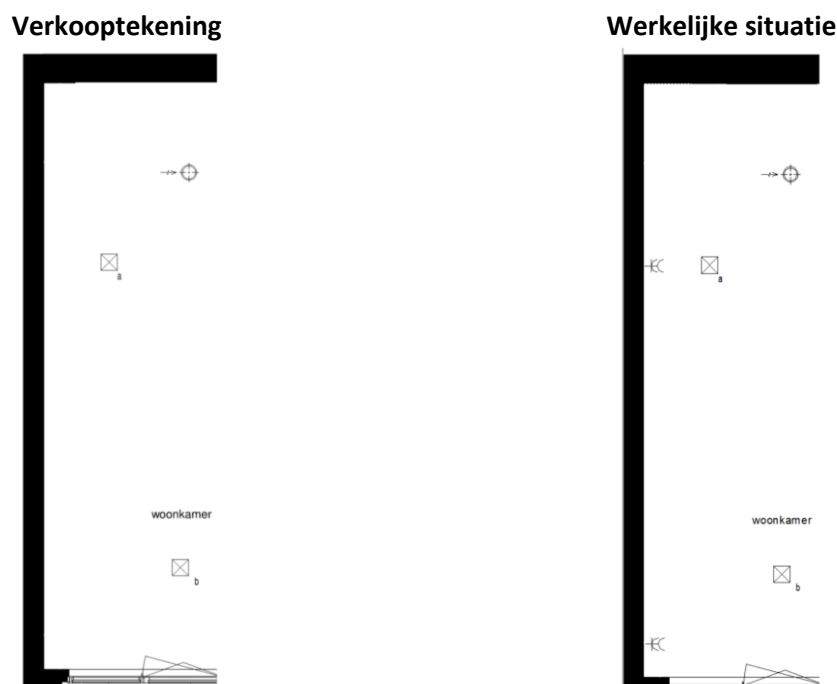 Verkooptekening
Werkelijke situatie
a
a
woonkamer
woonkamer
b
b